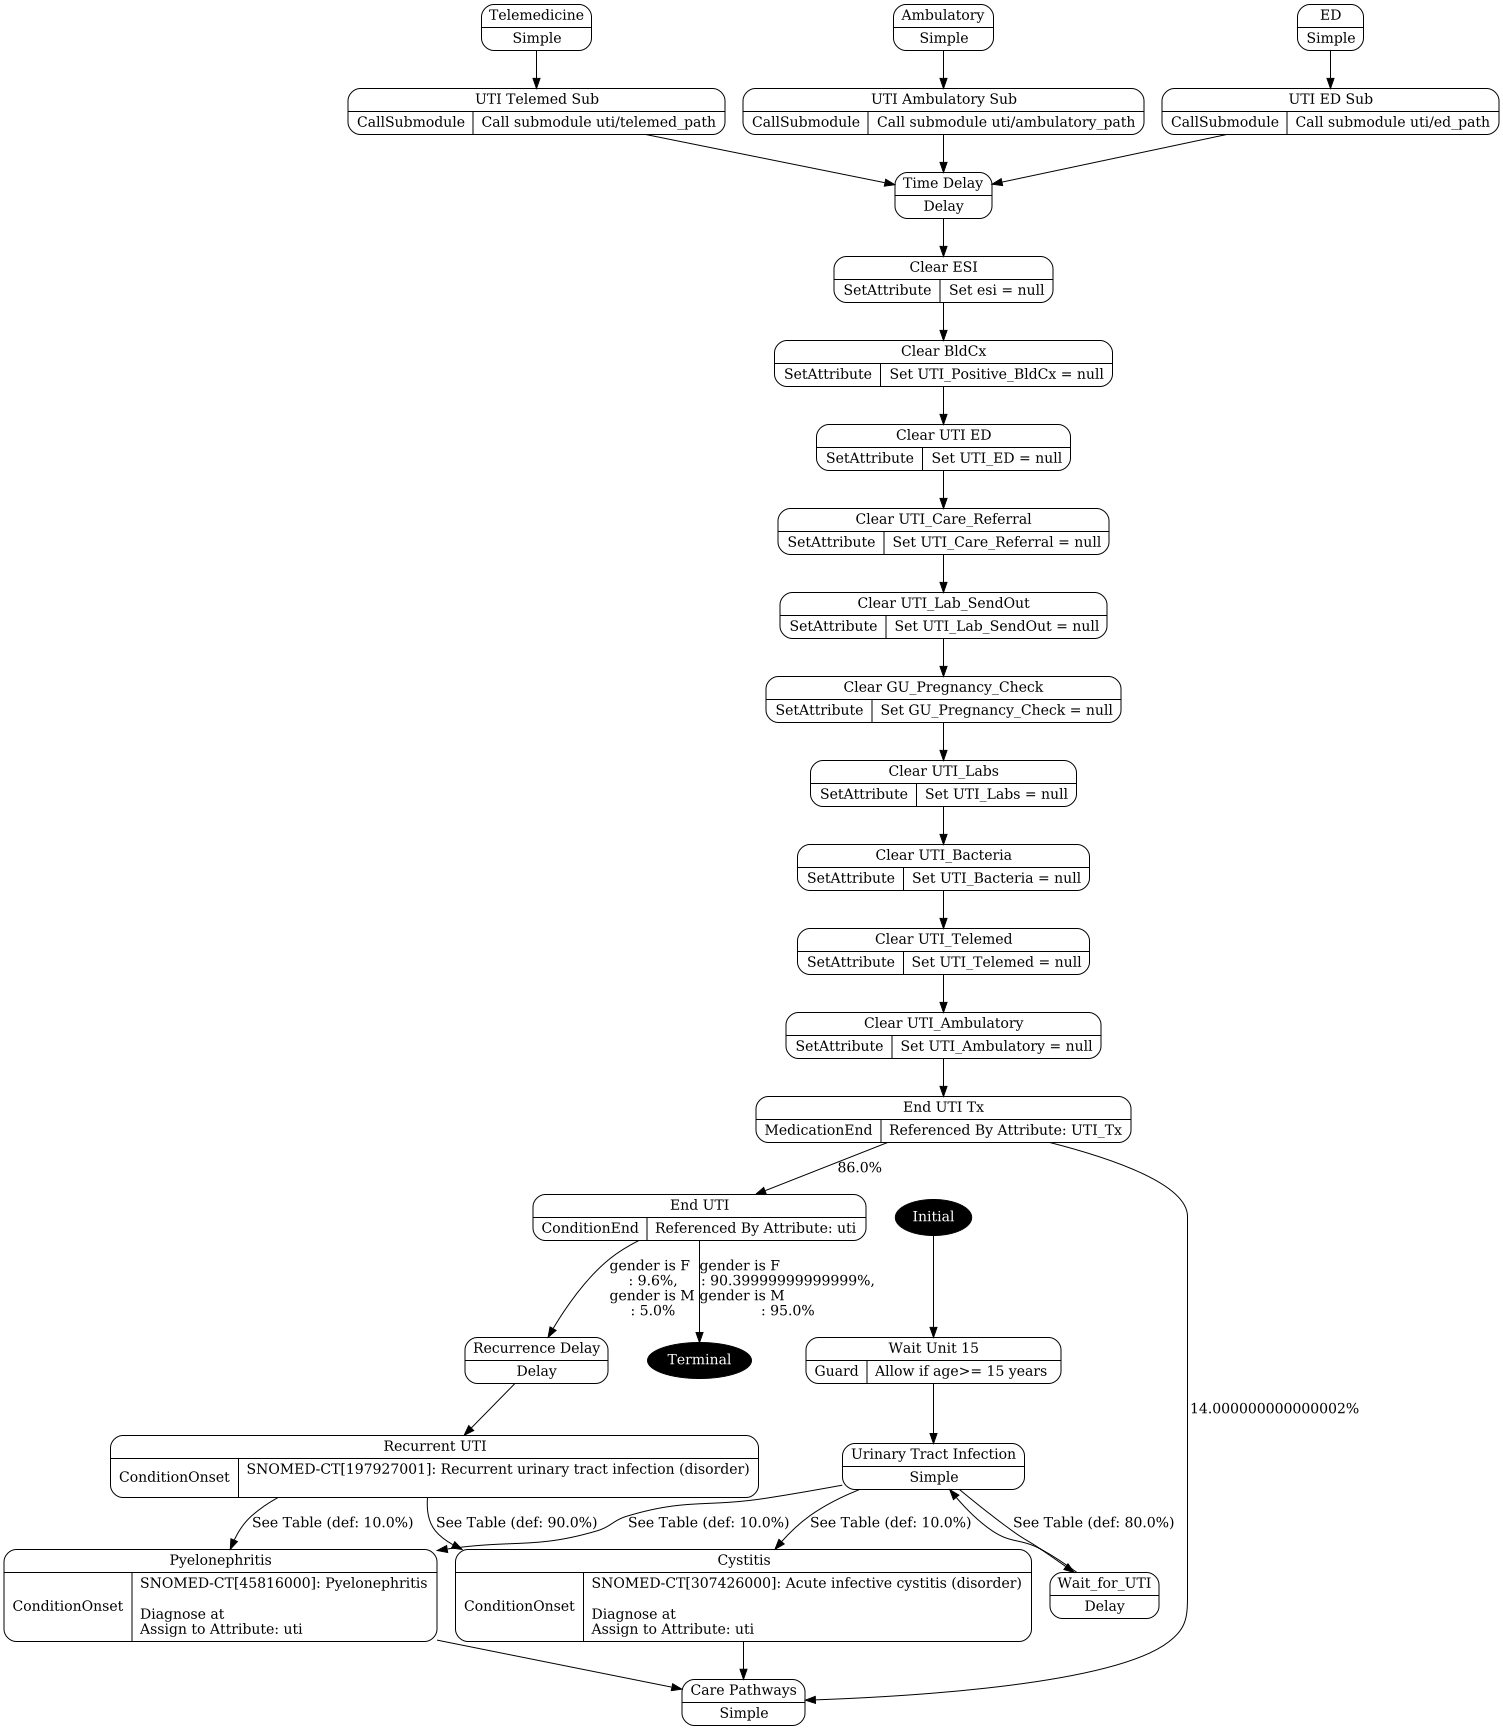 Telemedicine
Simple
Ambulatory
Simple
ED
Simple
UTI Telemed Sub
CallSubmodule
Call submodule uti/telemed_path
UTI Ambulatory Sub
CallSubmodule
Call submodule uti/ambulatory_path
UTI ED Sub
CallSubmodule
Call submodule uti/ed_path
Time Delay
Delay
Clear ESI
SetAttribute
Set esi = null
Clear BldCx
SetAttribute
Set UTI_Positive_BldCx = null
Clear UTI ED
SetAttribute
Set UTI_ED = null
Clear UTI_Care_Referral
SetAttribute
Set UTI_Care_Referral = null
Clear UTI_Lab_SendOut
SetAttribute
Set UTI_Lab_SendOut = null
Clear GU_Pregnancy_Check
SetAttribute
Set GU_Pregnancy_Check = null
Clear UTI_Labs
SetAttribute
Set UTI_Labs = null
Clear UTI_Bacteria
SetAttribute
Set UTI_Bacteria = null
Clear UTI_Telemed
SetAttribute
Set UTI_Telemed = null
Clear UTI_Ambulatory
SetAttribute
Set UTI_Ambulatory = null
End UTI Tx
MedicationEnd
Referenced By Attribute: UTI_Tx
86.0%
End UTI
ConditionEnd
Referenced By Attribute: uti
Initial
gender is F
: 9.6%,
gender is M
: 5.0%
gender is F
: 90.39999999999999%,
gender is M
: 95.0%
Recurrence Delay
Delay
Terminal
Wait Unit 15
Guard
Allow if age>= 15 years
14.000000000000002%
Recurrent UTI
ConditionOnset
SNOMED-CT[197927001]: Recurrent urinary tract infection (disorder)
Urinary Tract Infection
Simple
See Table (def: 10.0%)
See Table (def: 90.0%)
See Table (def: 10.0%)
See Table (def: 10.0%)
See Table (def: 80.0%)
Pyelonephritis
ConditionOnset
SNOMED-CT[45816000]: Pyelonephritis
Diagnose at
Assign to Attribute: uti
Cystitis
ConditionOnset
SNOMED-CT[307426000]: Acute infective cystitis (disorder)
Diagnose at
Assign to Attribute: uti
Wait_for_UTI
Delay
Care Pathways
Simple